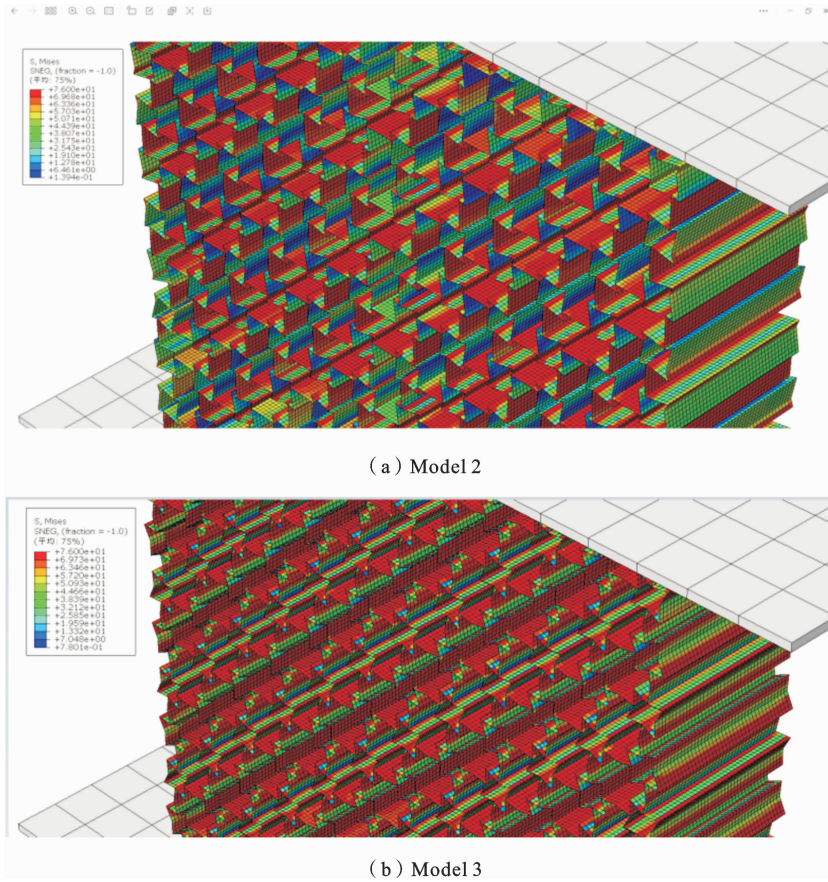 S, Mises
SNEG, (fraction = -1.0)
(平均: 75%)
+7.600e+01
+6.968e+01
+6.336e+01
+5.703e+01
+5.071e+01
+4.439e+01
+3.807e+01
+3.175e+01
+2.543e+01
+1.910e+01
+1.278e+01
+6.461e+00
+1.394e-01
（a）Model 2
S, Mises
SNEG, (fraction = -1.0)
(平均: 75%)
+7.600e+01
+6.973e+01
+6.346e+01
+5.720e+01
+5.093e+01
+4.466e+01
+3.839e+01
+3.212e+01
+2.585e+01
+1.959e+01
+1.332e+01
+7.048e+00
+7.801e-01
（b）Model 3